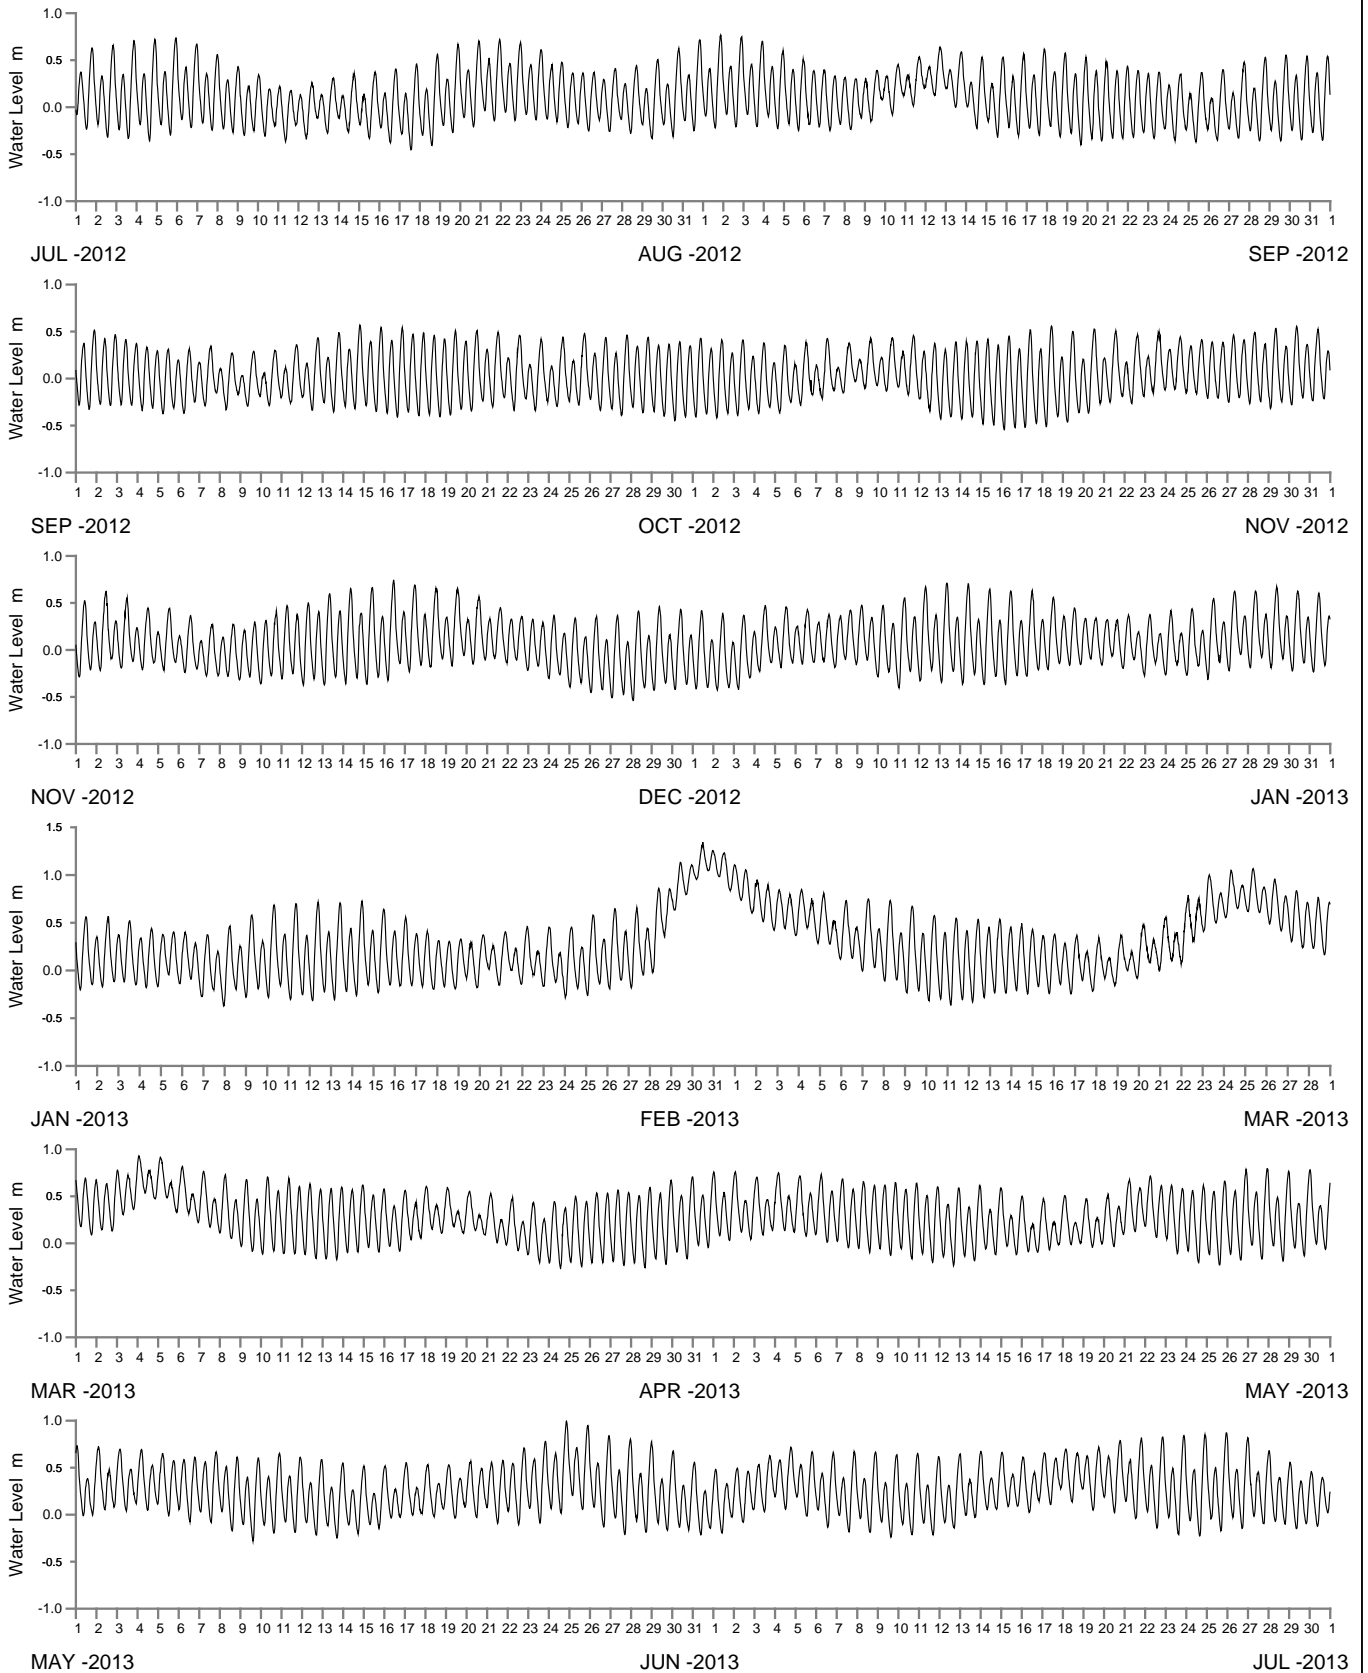 1.0
0.5
0.0
-0.5
-1.0
Water Level m
1 2 3 4 5 6 7 8 9 10 11 12 13 14 15 16 17 18 19 20 21 22 23 24 25 26 27 28 29 30 31 1 2 3 4 5 6 7 8 9 10 11 12 13 14 15 16 17 18 19 20 21 22 23 24 25 26 27 28 29 30 31 1
JUL -2012 AUG -2012 SEP -2012
1.0
0.5
0.0
-0.5
-1.0
Water Level m
1 2 3 4 5 6 7 8 9 10 11 12 13 14 15 16 17 18 19 20 21 22 23 24 25 26 27 28 29 30 1 2 3 4 5 6 7 8 9 10 11 12 13 14 15 16 17 18 19 20 21 22 23 24 25 26 27 28 29 30 31 1
SEP -2012 OCT -2012 NOV -2012
1.0
0.5
0.0
-0.5
-1.0
Water Level m
1 2 3 4 5 6 7 8 9 10 11 12 13 14 15 16 17 18 19 20 21 22 23 24 25 26 27 28 29 30 1 2 3 4 5 6 7 8 9 10 11 12 13 14 15 16 17 18 19 20 21 22 23 24 25 26 27 28 29 30 31 1
NOV -2012 DEC -2012 JAN -2013
1.5
1.0
0.5
0.0
-0.5
-1.0
Water Level m
1 2 3 4 5 6 7 8 9 10 11 12 13 14 15 16 17 18 19 20 21 22 23 24 25 26 27 28 29 30 31 1 2 3 4 5 6 7 8 9 10 11 12 13 14 15 16 17 18 19 20 21 22 23 24 25 26 27 28 1
JAN -2013 FEB -2013 MAR -2013
1.0
0.5
0.0
-0.5
-1.0
Water Level m
1 2 3 4 5 6 7 8 9 10 11 12 13 14 15 16 17 18 19 20 21 22 23 24 25 26 27 28 29 30 31 1 2 3 4 5 6 7 8 9 10 11 12 13 14 15 16 17 18 19 20 21 22 23 24 25 26 27 28 29 30 1
MAR -2013 APR -2013 MAY -2013
1.0
0.5
0.0
-0.5
-1.0
Water Level m
1 2 3 4 5 6 7 8 9 10 11 12 13 14 15 16 17 18 19 20 21 22 23 24 25 26 27 28 29 30 31 1 2 3 4 5 6 7 8 9 10 11 12 13 14 15 16 17 18 19 20 21 22 23 24 25 26 27 28 29 30 1
MAY -2013 JUN -2013 JUL -2013